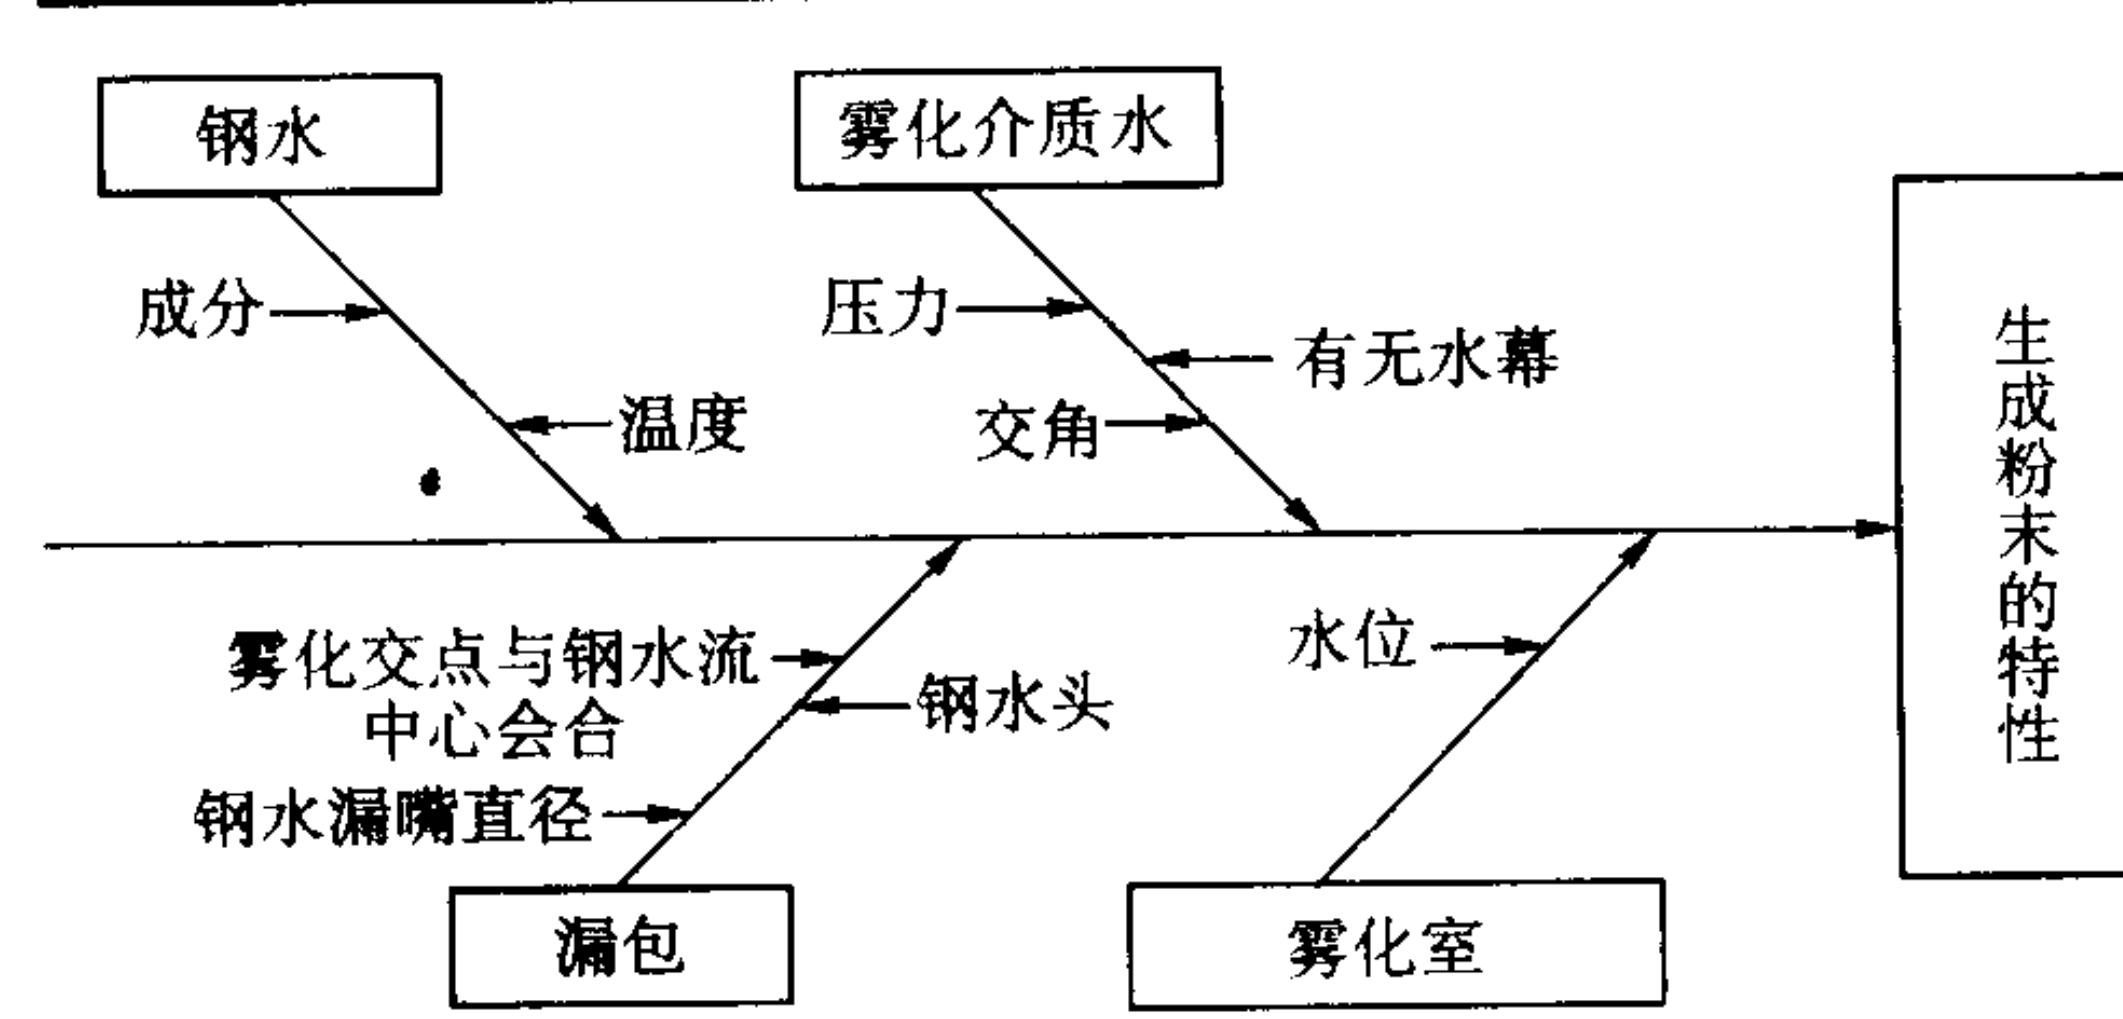 钢水
雾化介质水
成分
压力
有无水幕
温度
交角
生成粉末的特性
雾化交点与钢水流
中心会合
水位
钢水头
钢水漏嘴直径
漏包
雾化室